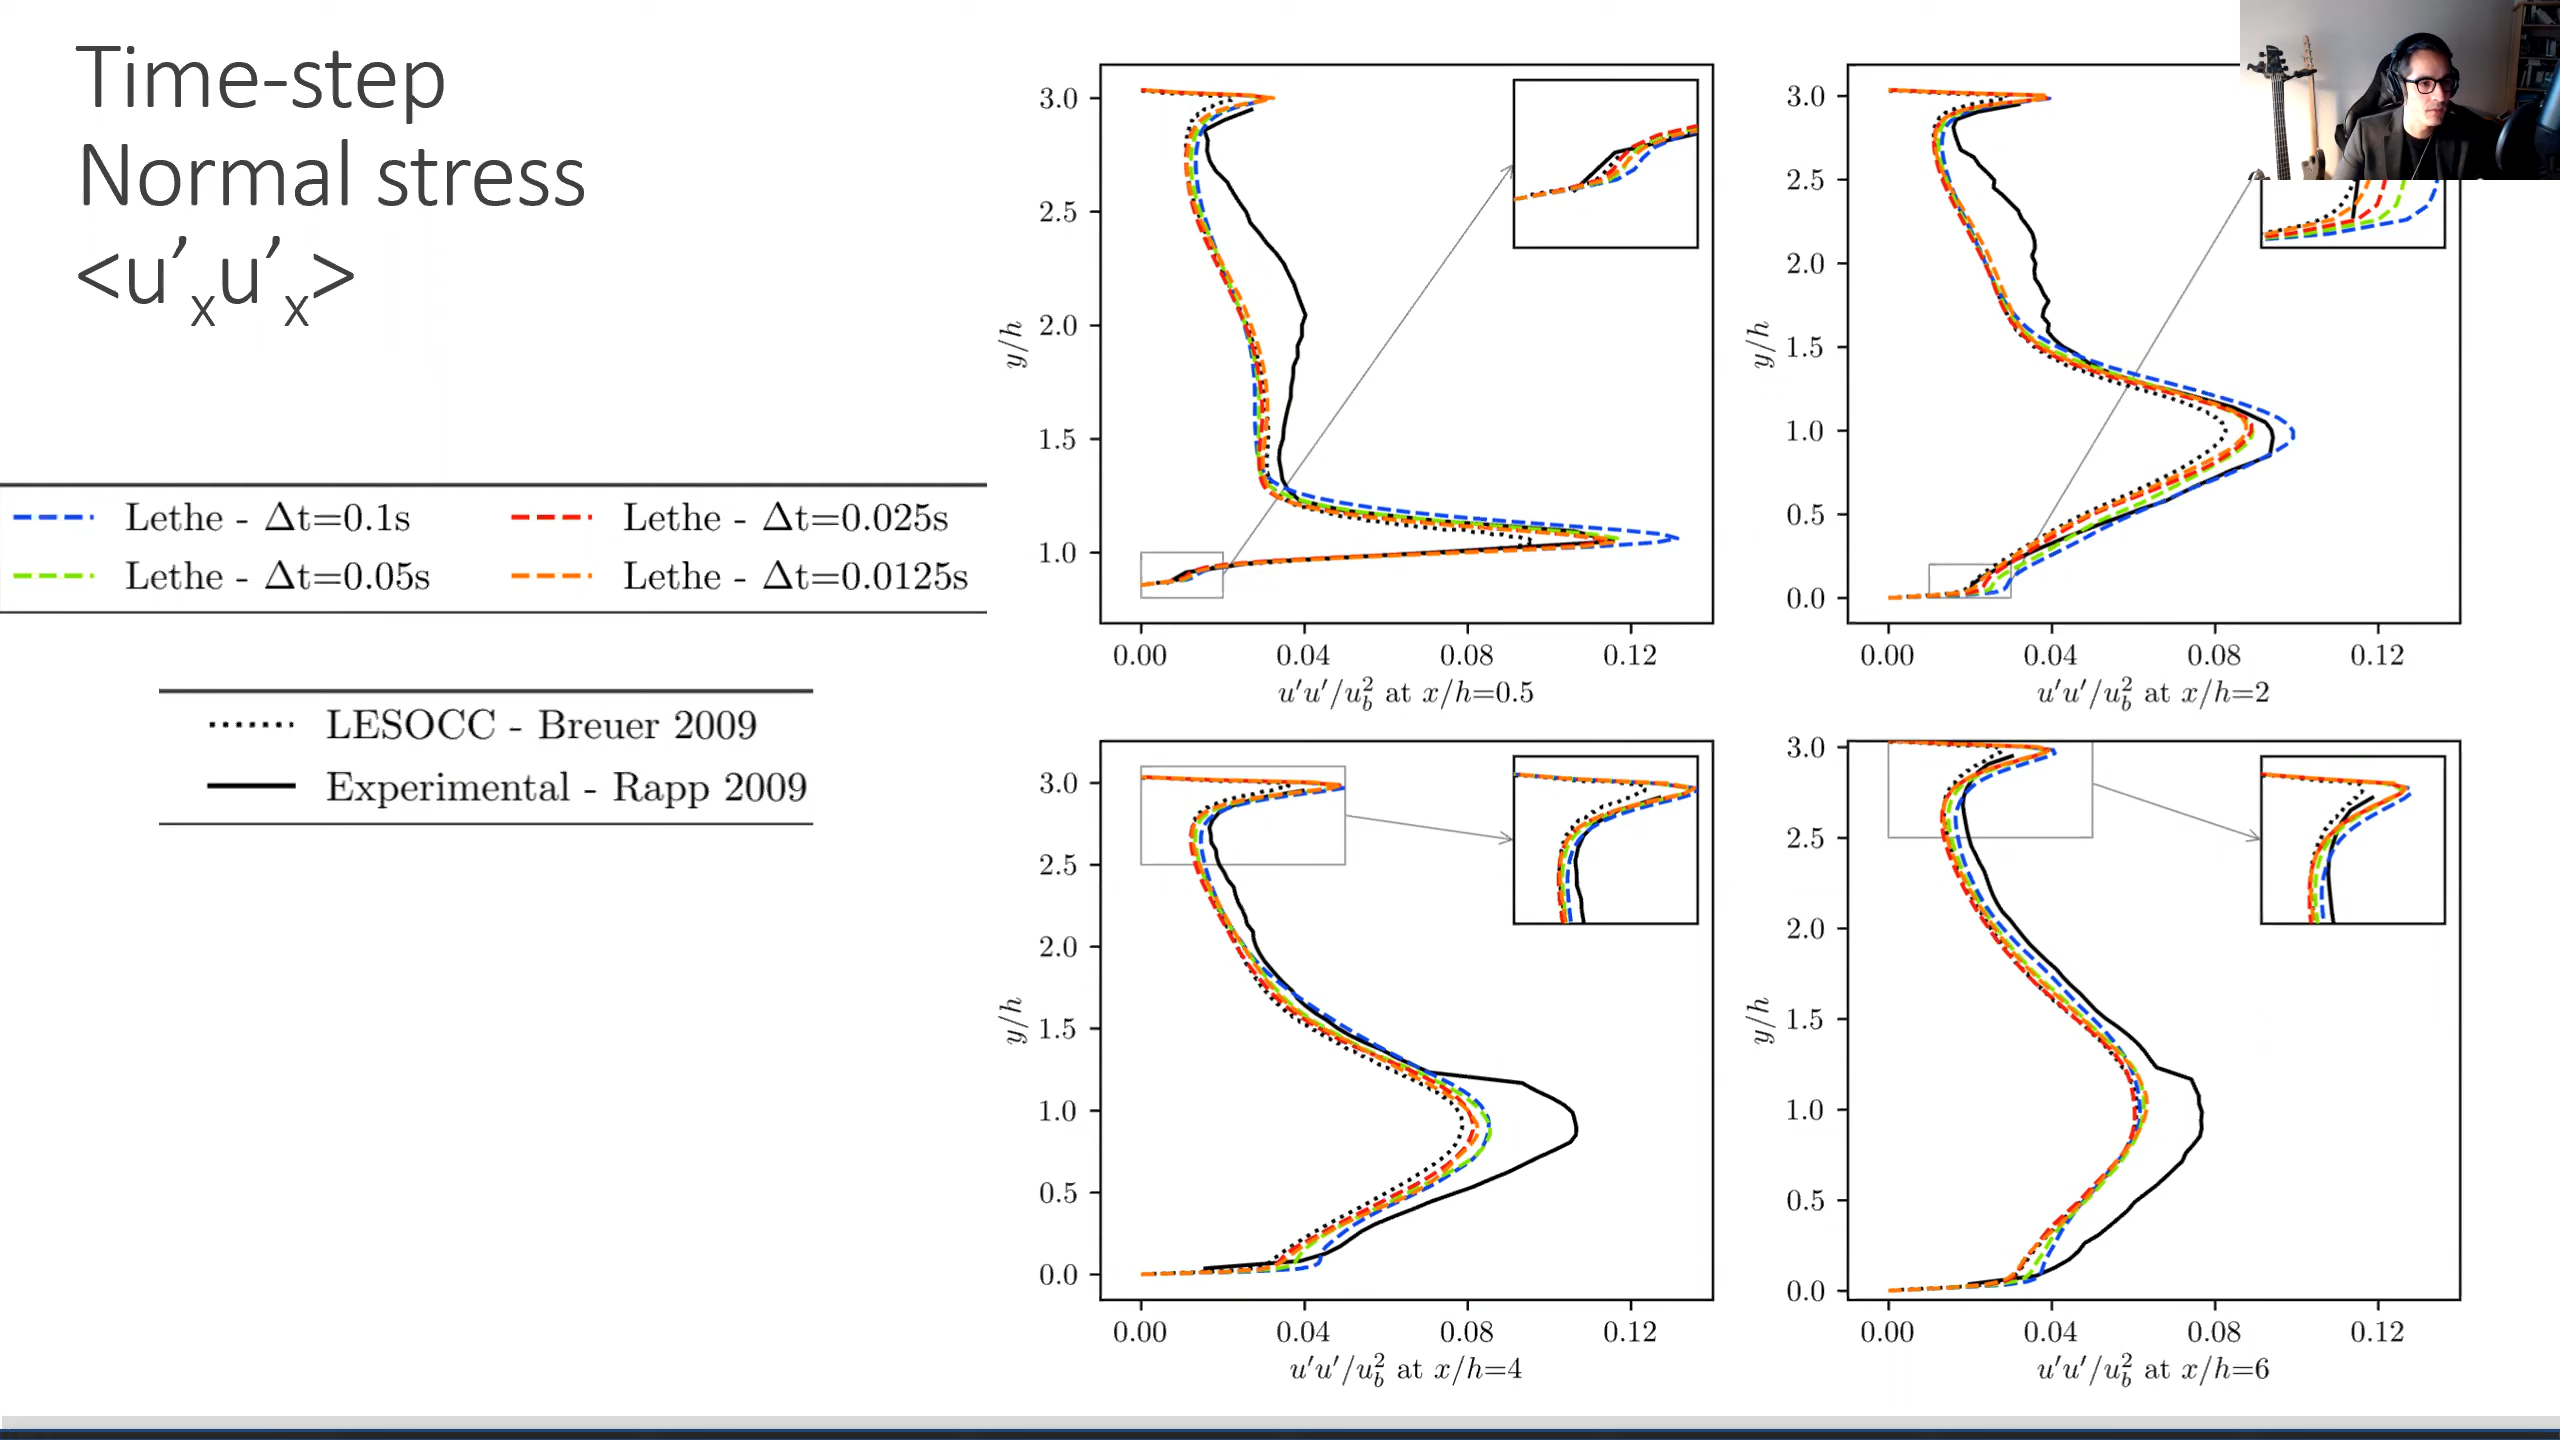 Time-step
Normal stress
<u′ₓu′ₓ>
Lethe - Δt=0.1s
Lethe - Δt=0.025s
Lethe - Δt=0.05s
Lethe - Δt=0.0125s
LESOCC - Breuer 2009
Experimental - Rapp 2009
3.0
2.5
2.0
1.5
1.0
y/h
0.00 0.04 0.08 0.12
u′u′/u_b^2 at x/h=0.5
3.0
2.5
2.0
1.5
1.0
0.5
0.0
y/h
0.00 0.04 0.08 0.12
u′u′/u_b^2 at x/h=2
3.0
2.5
2.0
1.5
1.0
0.5
0.0
y/h
0.00 0.04 0.08 0.12
u′u′/u_b^2 at x/h=4
3.0
2.5
2.0
1.5
1.0
0.5
0.0
y/h
0.00 0.04 0.08 0.12
u′u′/u_b^2 at x/h=6